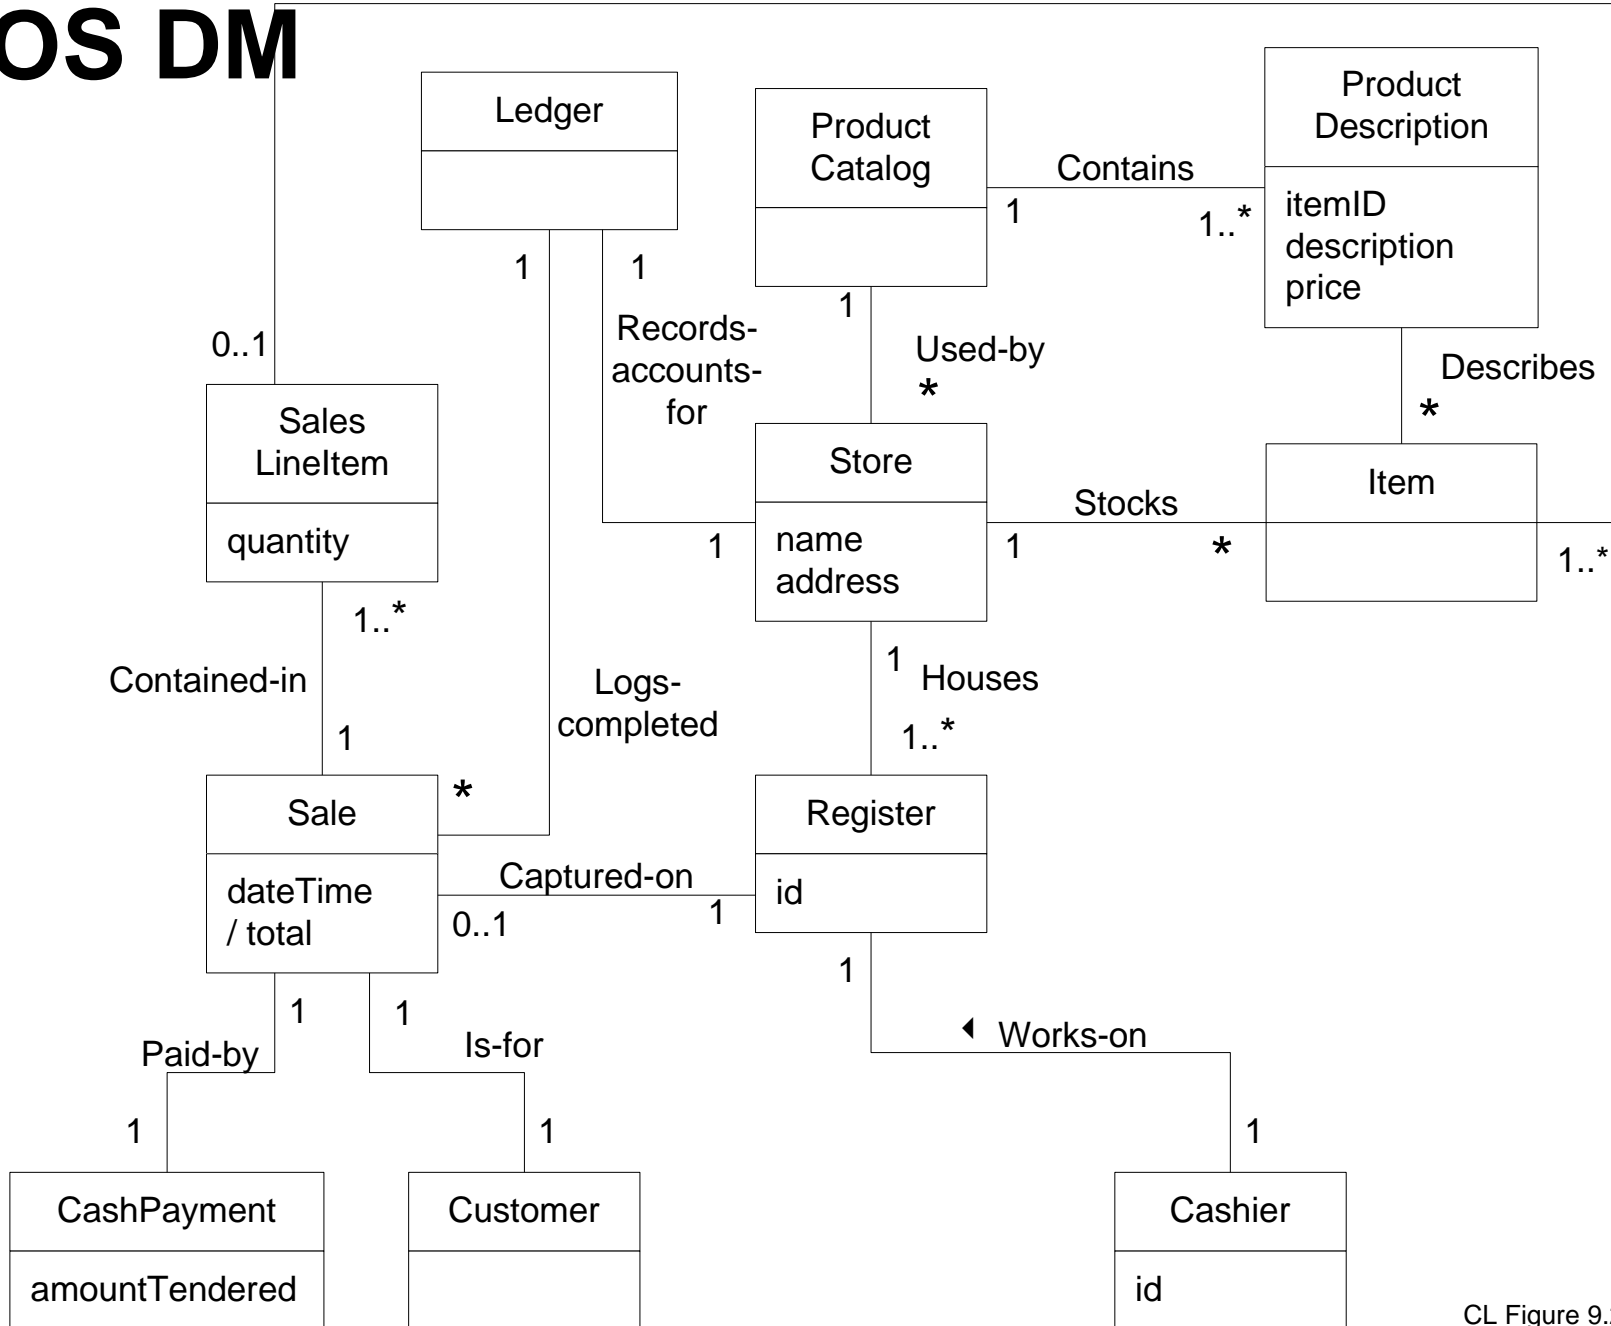 OS DM
Ledger
Product
Catalog
Product
Description
itemID
description
price
Contains
1
1..*
1
1
1
Records-
accounts-
for
Used-by
*
Describes
*
0..1
Sales
LineItem
quantity
Store
name
address
Stocks
1
1
*
Item
1..*
1..*
Contained-in
1
Logs-
completed
*
1
Houses
1..*
Sale
dateTime
/ total
Captured-on
0..1
1
Register
id
1
1
1
Paid-by
Is-for
Works-on
1
1
1
CashPayment
amountTendered
Customer
Cashier
id
CL Figure 9.